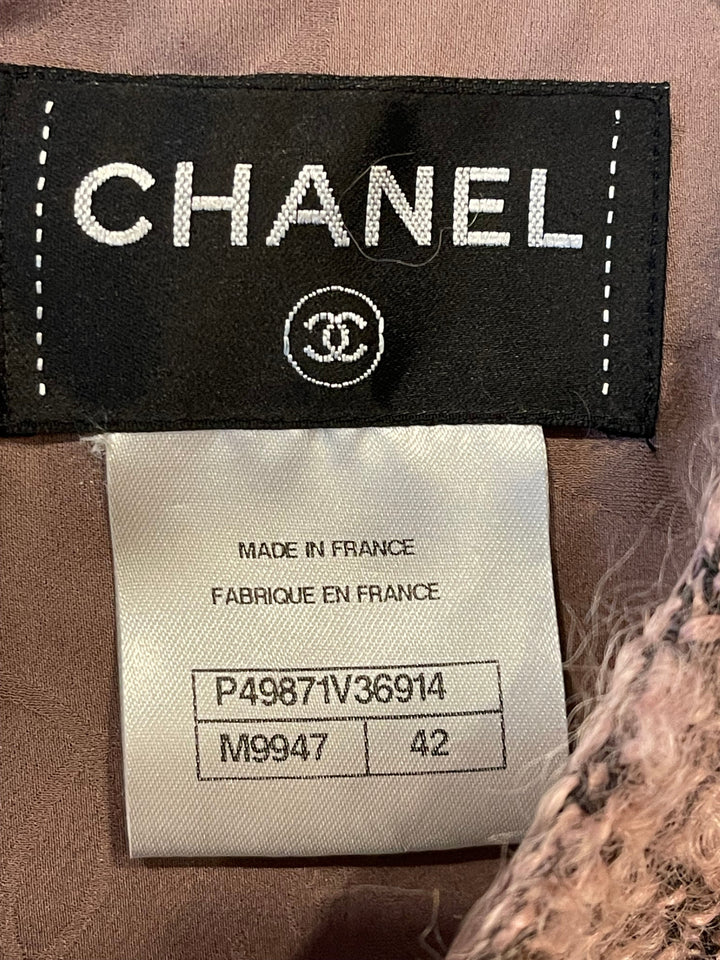 CHANEL
MADE IN FRANCE
FABRIQUE EN FRANCE
P49871V36914
M9947 42